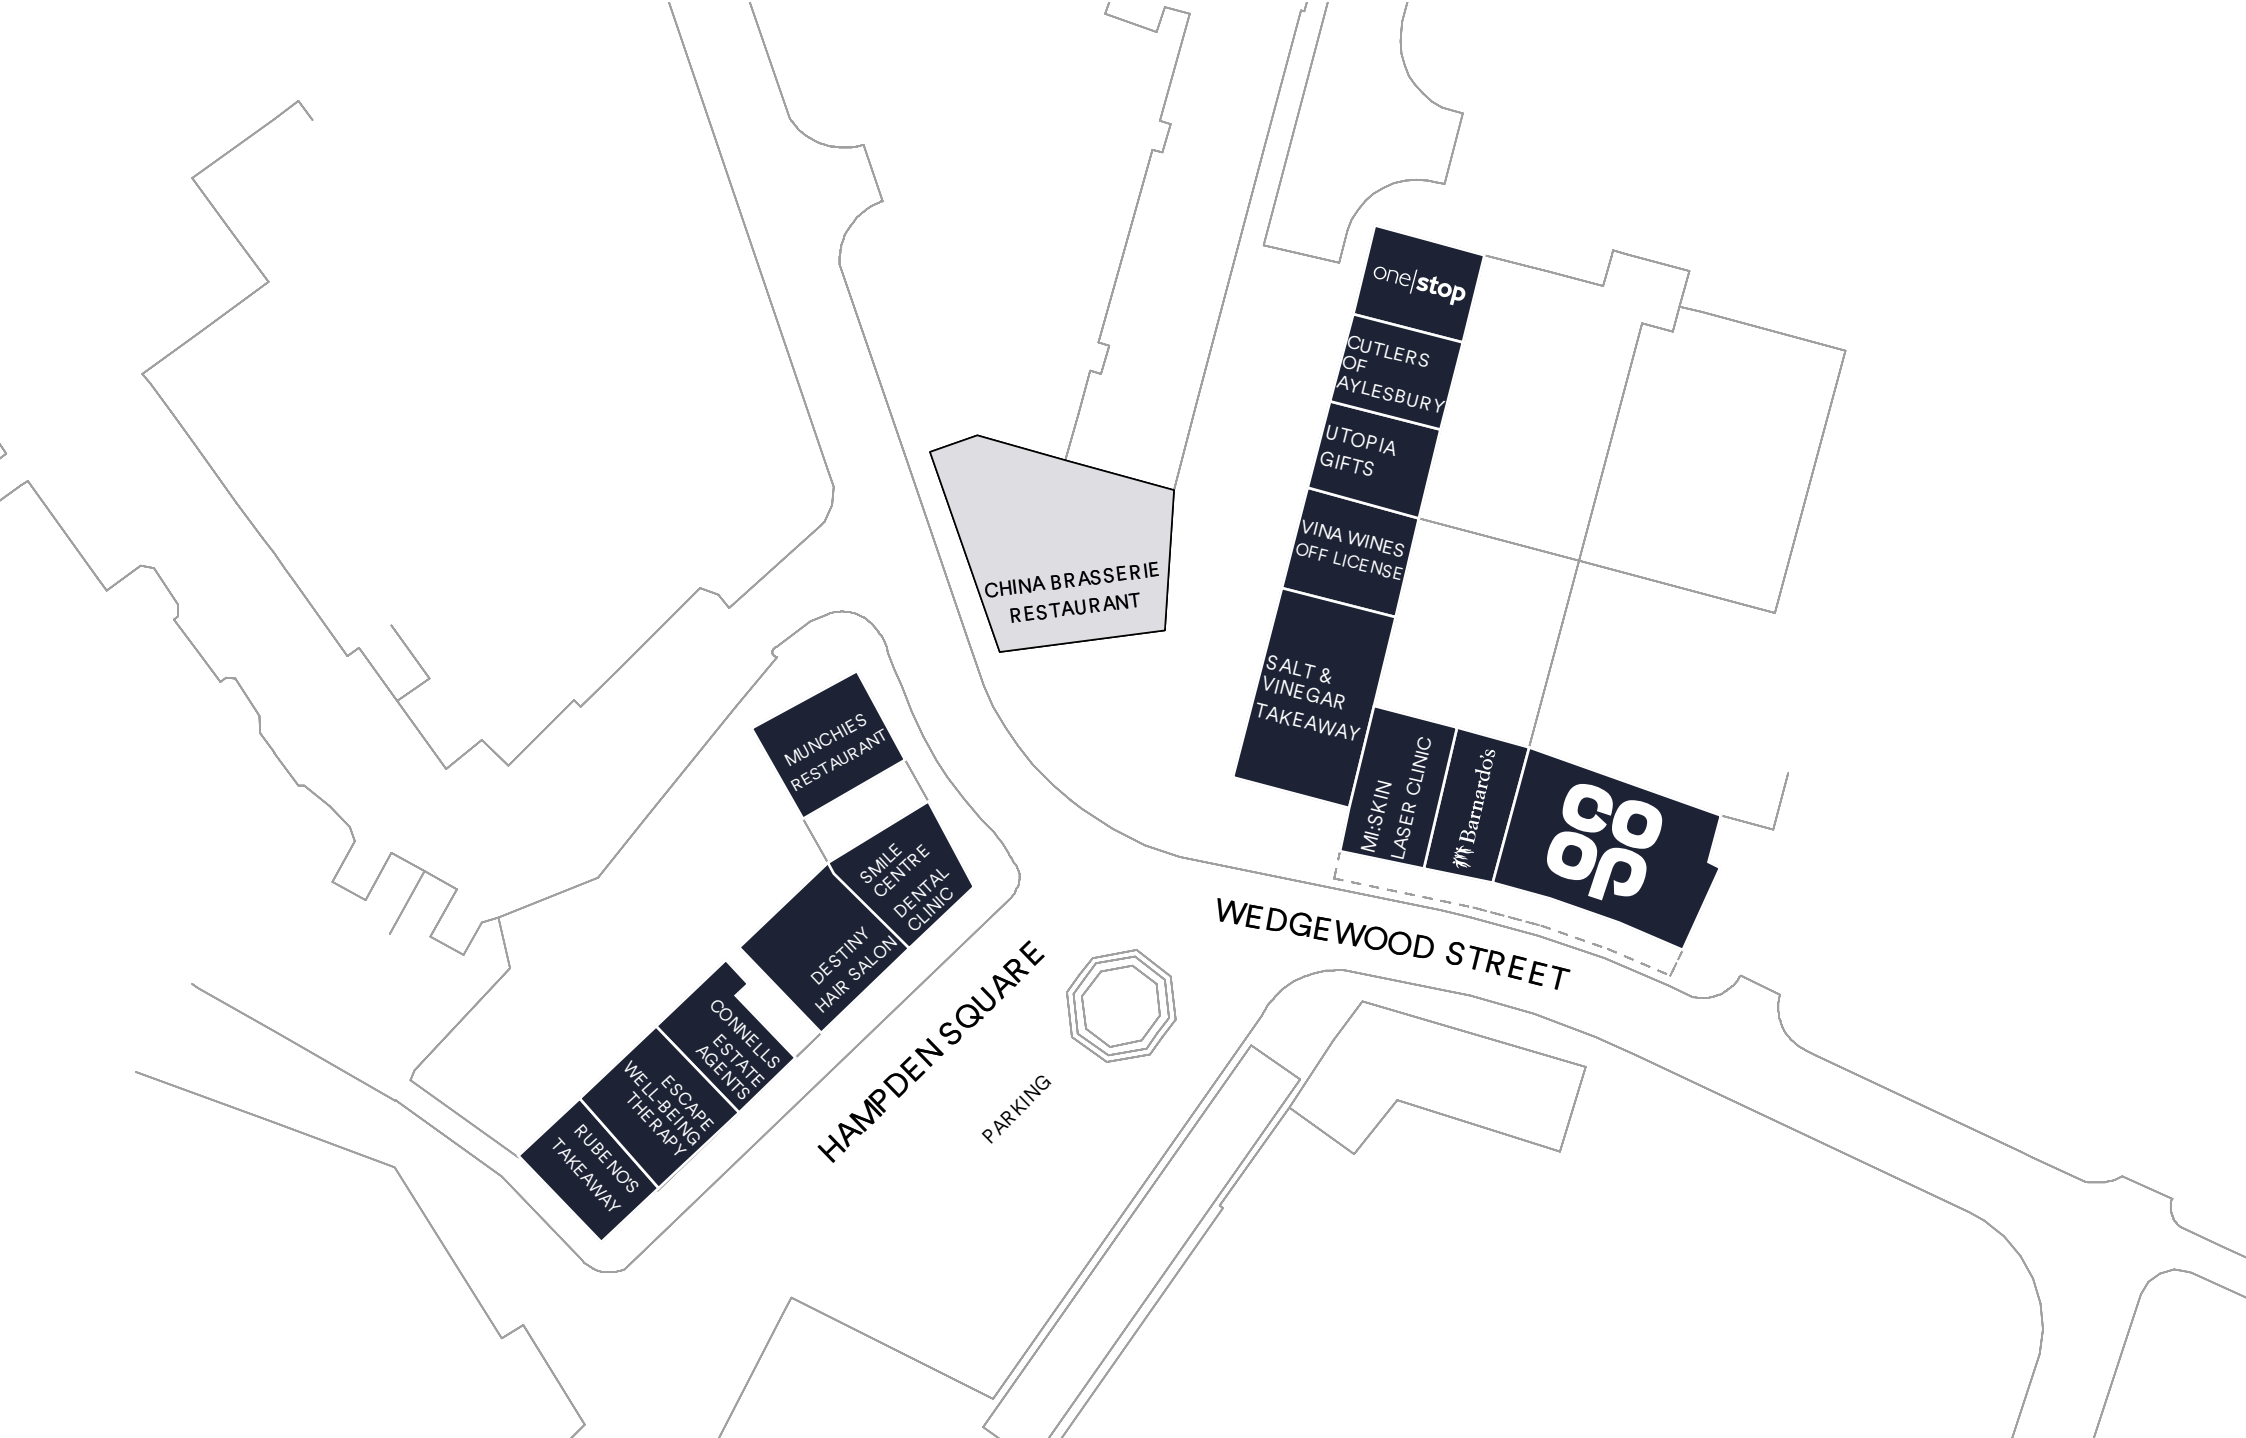 one|stop
CUTLERS
OF
AYLESBURY
UTOPIA
GIFTS
VINA WINES
OFF LICENSE
SALT &
VINEGAR
TAKEAWAY
MI:SKIN
LASER CLINIC
Barnardo's
CO
OP
CHINA BRASSERIE
RESTAURANT
MUNCHIES
RESTAURANT
SMILE
CENTRE
DENTAL
CLINIC
DESTINY
HAIR SALON
CONNELLS
ESTATE
AGENTS
ESCAPE
WELL-BEING
THERAPY
RUBENO'S
TAKEAWAY
WEDGEWOOD STREET
HAMPDEN SQUARE
PARKING